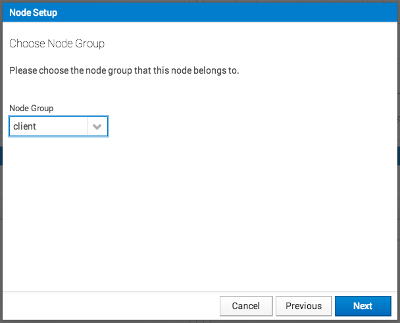 Node Setup
Choose Node Group
Please choose the node group that this node belongs to.
Node Group
client
Cancel
Previous
Next